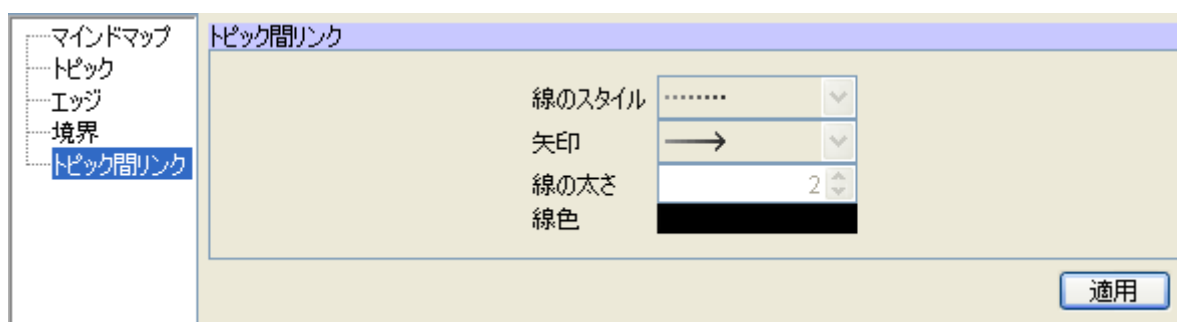 マインドマップ
トピック
エッジ
境界
トピック間リンク
トピック間リンク
線のスタイル
矢印
線の太さ 2
線色
適用